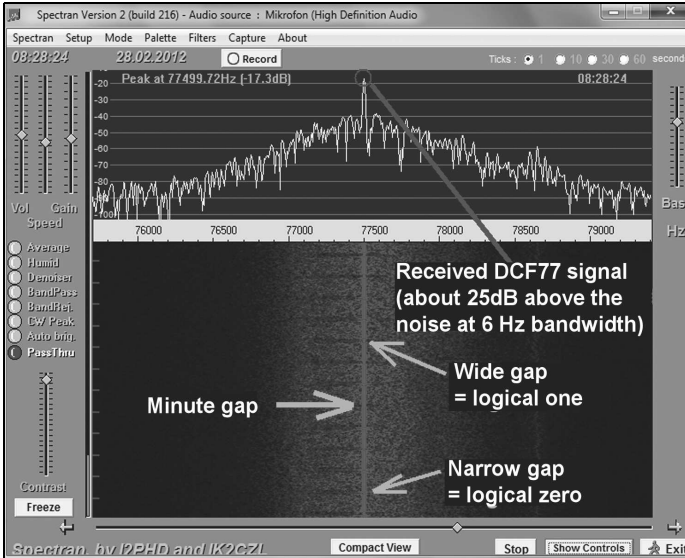 Spectran Version 2 (build 216) - Audio source : Mikrofon (High Definition Audio
Spectran Setup Mode Palette Filters Capture About
08:28:24 28.02.2012 Record Ticks : 1 10 30 60 second
Peak at 77499.72Hz (-17.3dB) 08:28:24
-20
-30
-40
-50
-60
-70
-80
-90
-100
Vol Gain
Speed
Bas
Hz
76000 76500 77000 77500 78000 78500 79000
Average
Humid
Denoiser
BandPass
BandRej.
CW Peak
Auto briq.
PassThru
Received DCF77 signal
(about 25dB above the
noise at 6 Hz bandwidth)
Wide gap
= logical one
Minute gap
Narrow gap
= logical zero
Contrast
Freeze
Spectran, by I2PHD and IK2CZL
Compact View Stop Show Controls Exi